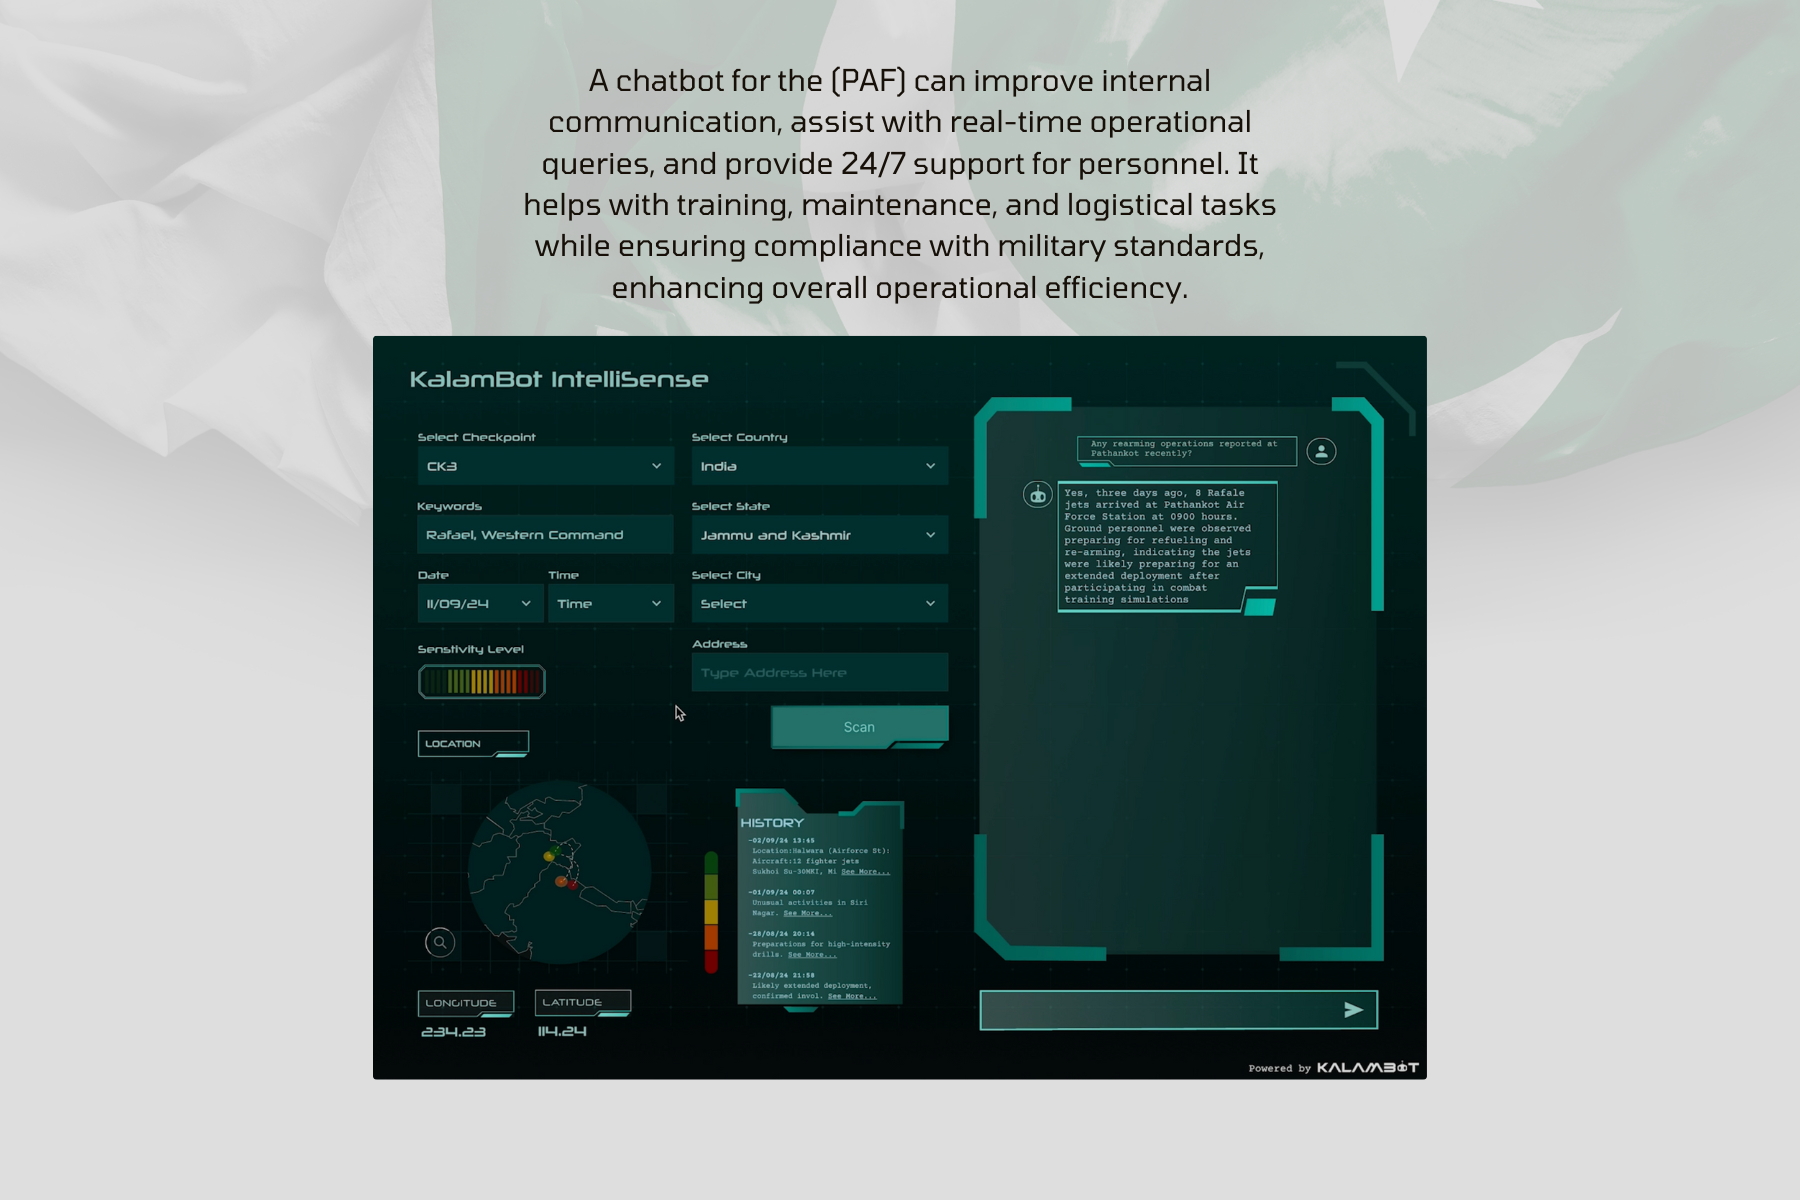 A chatbot for the (PAF) can improve internal
communication, assist with real-time operational
queries, and provide 24/7 support for personnel. It
helps with training, maintenance, and logistical tasks
while ensuring compliance with military standards,
enhancing overall operational efficiency.
KalamBot IntelliSense
Select Checkpoint
CK3
Select Country
India
Keywords
Rafael, Western Command
Select State
Jammu and Kashmir
Date
11/09/24
Time
Time
Select City
Select
Senstivity Level
Address
Type Address Here
Scan
LOCATION
LONGITUDE
234.23
LATITUDE
114.24
HISTORY
-02/09/24 13:45
Location:Halwara (Airforce St):
Aircraft:12 fighter jets
Sukhoi Su-30MKI, Mi See More...
-01/09/24 00:07
Unusual activities in Siri
Nagar. See More...
-28/08/24 20:14
Preparations for high-intensity
drills. See More...
-22/08/24 21:58
Likely extended deployment,
confirmed invol. See More...
Any rearming operations reported at
Pathankot recently?
Yes, three days ago, 8 Rafale
jets arrived at Pathankot Air
Force Station at 0900 hours.
Ground personnel were observed
preparing for refueling and
re-arming, indicating the jets
were likely preparing for an
extended deployment after
participating in combat
training simulations
Powered by KALAMBOT